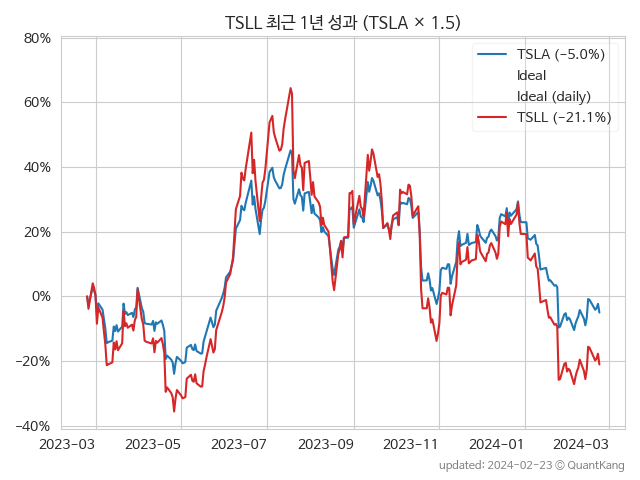 TSLL 최근 1년 성과 (TSLA × 1.5)
80%
60%
40%
20%
0%
−20%
−40%
TSLA (−5.0%)
Ideal
Ideal (daily)
TSLL (−21.1%)
2023−03
2023−05
2023−07
2023−09
2023−11
2024−01
2024−03
updated: 2024−02−23 © QuantKang